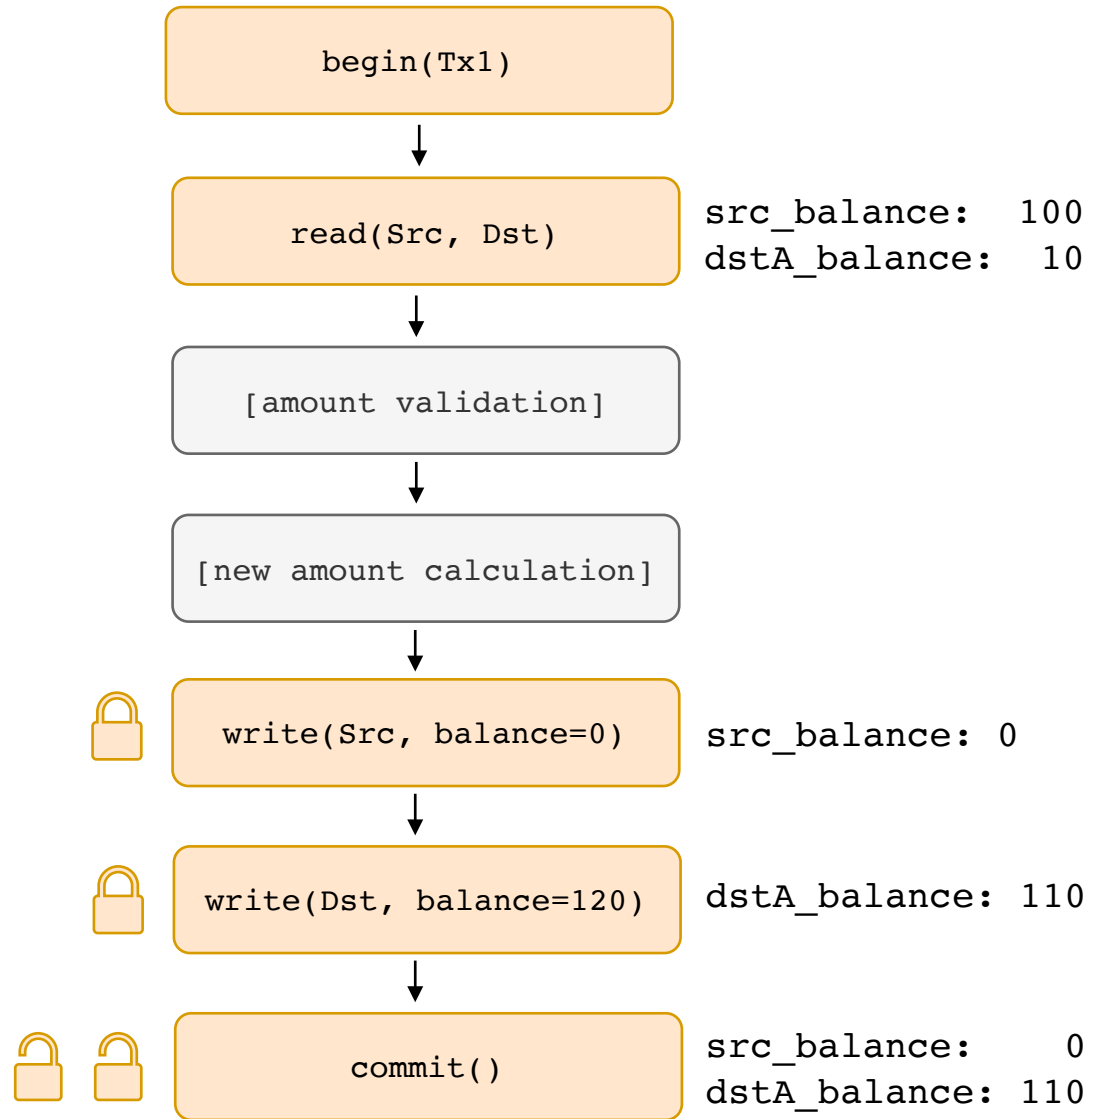 begin(Tx1)
read(Src, Dst)
src_balance:  100
dstA_balance:  10
[amount validation]
[new amount calculation]
write(Src, balance=0)
src_balance: 0
write(Dst, balance=120)
dstA_balance: 110
commit()
src_balance:    0
dstA_balance: 110